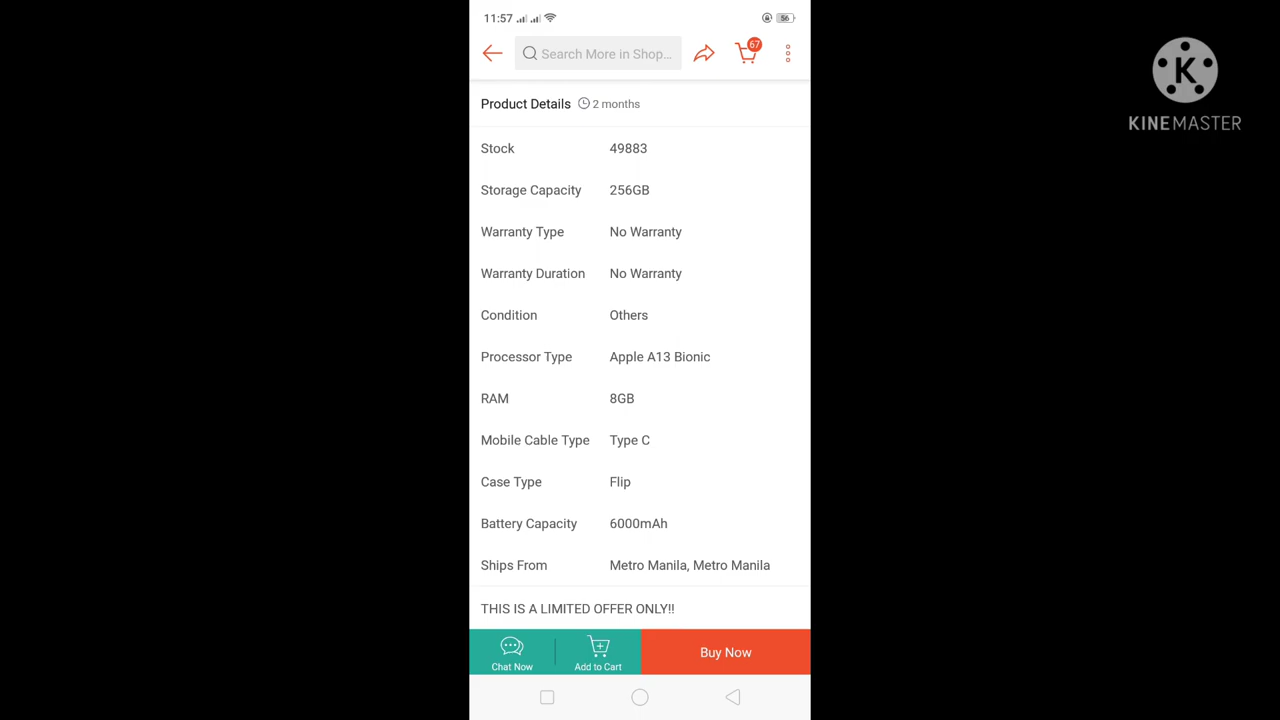 11:57
56
Search More in Shop...
67
Product Details 2 months
Stock 49883
Storage Capacity 256GB
Warranty Type No Warranty
Warranty Duration No Warranty
Condition Others
Processor Type Apple A13 Bionic
RAM 8GB
Mobile Cable Type Type C
Case Type Flip
Battery Capacity 6000mAh
Ships From Metro Manila, Metro Manila
THIS IS A LIMITED OFFER ONLY!!
Chat Now Add to Cart Buy Now
K
KINEMASTER